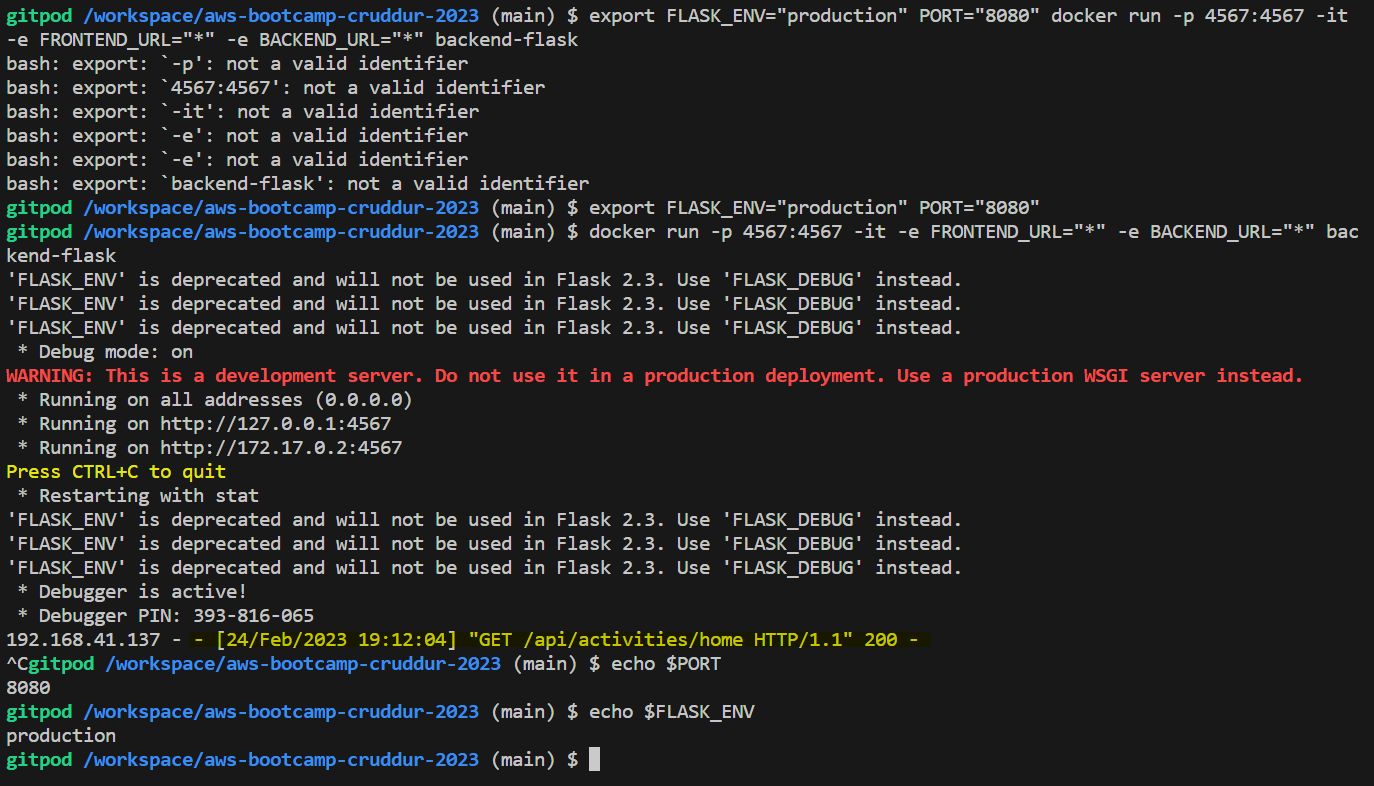 gitpod /workspace/aws-bootcamp-cruddur-2023 (main) $ export FLASK_ENV="production" PORT="8080" docker run -p 4567:4567 -it
-e FRONTEND_URL="*" -e BACKEND_URL="*" backend-flask
bash: export: `-p': not a valid identifier
bash: export: `4567:4567': not a valid identifier
bash: export: `-it': not a valid identifier
bash: export: `-e': not a valid identifier
bash: export: `-e': not a valid identifier
bash: export: `backend-flask': not a valid identifier
gitpod /workspace/aws-bootcamp-cruddur-2023 (main) $ export FLASK_ENV="production" PORT="8080"
gitpod /workspace/aws-bootcamp-cruddur-2023 (main) $ docker run -p 4567:4567 -it -e FRONTEND_URL="*" -e BACKEND_URL="*" bac
kend-flask
'FLASK_ENV' is deprecated and will not be used in Flask 2.3. Use 'FLASK_DEBUG' instead.
'FLASK_ENV' is deprecated and will not be used in Flask 2.3. Use 'FLASK_DEBUG' instead.
'FLASK_ENV' is deprecated and will not be used in Flask 2.3. Use 'FLASK_DEBUG' instead.
 * Debug mode: on
WARNING: This is a development server. Do not use it in a production deployment. Use a production WSGI server instead.
 * Running on all addresses (0.0.0.0)
 * Running on http://127.0.0.1:4567
 * Running on http://172.17.0.2:4567
Press CTRL+C to quit
 * Restarting with stat
'FLASK_ENV' is deprecated and will not be used in Flask 2.3. Use 'FLASK_DEBUG' instead.
'FLASK_ENV' is deprecated and will not be used in Flask 2.3. Use 'FLASK_DEBUG' instead.
'FLASK_ENV' is deprecated and will not be used in Flask 2.3. Use 'FLASK_DEBUG' instead.
 * Debugger is active!
 * Debugger PIN: 393-816-065
192.168.41.137 - - [24/Feb/2023 19:12:04] "GET /api/activities/home HTTP/1.1" 200 -
^Cgitpod /workspace/aws-bootcamp-cruddur-2023 (main) $ echo $PORT
8080
gitpod /workspace/aws-bootcamp-cruddur-2023 (main) $ echo $FLASK_ENV
production
gitpod /workspace/aws-bootcamp-cruddur-2023 (main) $